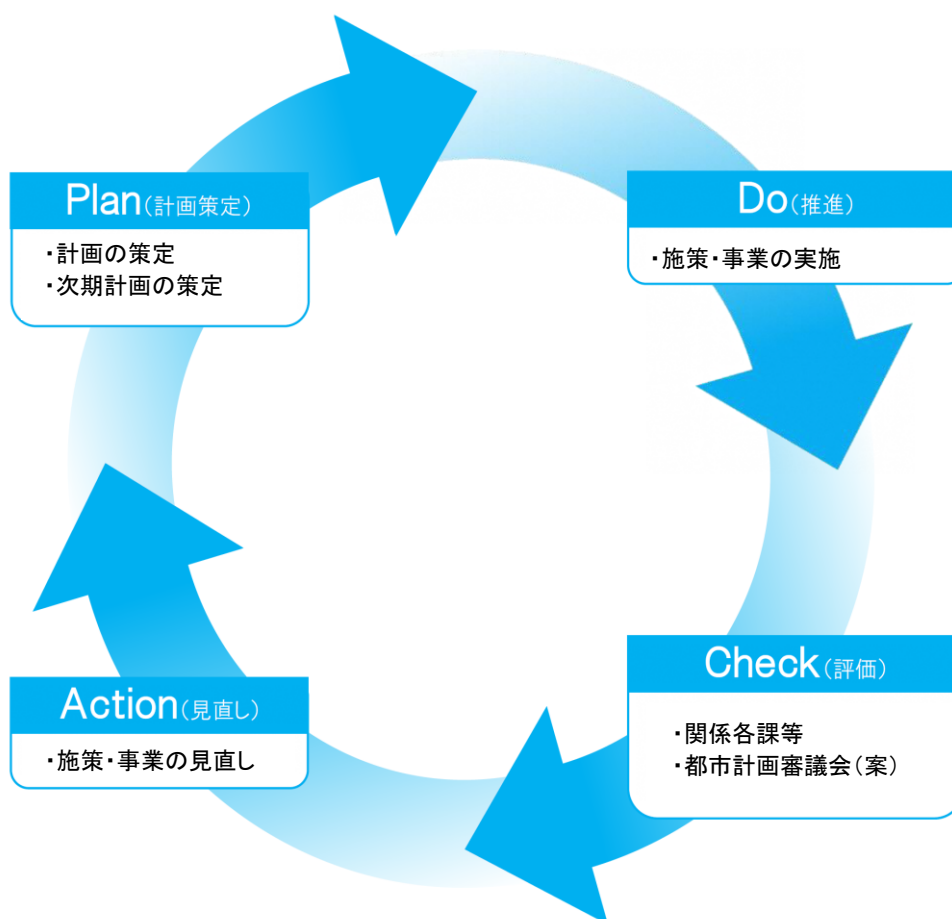 Plan(計画策定)
・計画の策定
・次期計画の策定
Do(推進)
・施策・事業の実施
Check(評価)
・関係各課等
・都市計画審議会(案)
Action(見直し)
・施策・事業の見直し